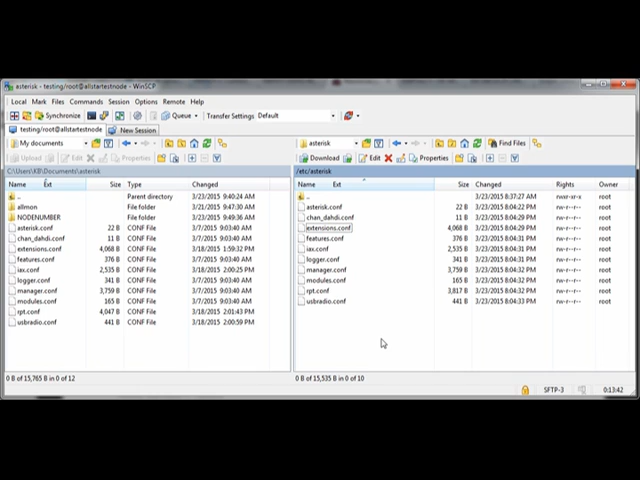 asterisk - testing/root@allstartestnode - WinSCP
Local Mark Files Commands Session Options Remote Help
Synchronize Queue Transfer Settings Default
testing/root@allstartestnode New Session
My documents asterisk Find Files
Upload Edit Properties Download Edit Properties
C:\Users\KB\Documents\asterisk /etc/asterisk
Name Ext Size Type Changed Name Ext Size Changed Rights Owner
.. Parent directory 3/23/2015 9:40:24 AM .. 3/23/2015 8:37:27 AM rwxr-xr-x root
allmon File folder 3/21/2015 9:47:30 AM asterisk.conf 22 B 3/23/2015 8:04:22 PM rw-r--r-- root
NODENUMBER File folder 3/23/2015 9:49:36 AM chan_dahdi.conf 11 B 3/23/2015 8:04:29 PM rw-r--r-- root
asterisk.conf 22 B CONF File 3/7/2015 9:03:40 AM extensions.conf 4,068 B 3/23/2015 8:04:29 PM rw-r--r-- root
chan_dahdi.conf 11 B CONF File 3/7/2015 9:03:40 AM features.conf 376 B 3/23/2015 8:04:31 PM rw-r--r-- root
extensions.conf 4,068 B CONF File 3/18/2015 1:59:32 PM iax.conf 2,535 B 3/23/2015 8:04:31 PM rw-r--r-- root
features.conf 376 B CONF File 3/7/2015 9:03:40 AM logger.conf 341 B 3/23/2015 8:04:31 PM rw-r--r-- root
iax.conf 2,535 B CONF File 3/18/2015 2:00:25 PM manager.conf 3,759 B 3/23/2015 8:04:32 PM rw-r--r-- root
logger.conf 341 B CONF File 3/7/2015 9:03:40 AM modules.conf 165 B 3/23/2015 8:04:32 PM rw-r--r-- root
manager.conf 3,759 B CONF File 3/7/2015 9:03:40 AM rpt.conf 3,817 B 3/23/2015 8:04:32 PM rw-r--r-- root
modules.conf 165 B CONF File 3/7/2015 9:03:40 AM usbradio.conf 441 B 3/23/2015 8:04:33 PM rw-r--r-- root
rpt.conf 4,047 B CONF File 3/18/2015 2:01:43 PM
usbradio.conf 441 B CONF File 3/18/2015 2:00:59 PM
0 B of 15,765 B in 0 of 12 0 B of 15,535 B in 0 of 10
SFTP-3 0:13:42